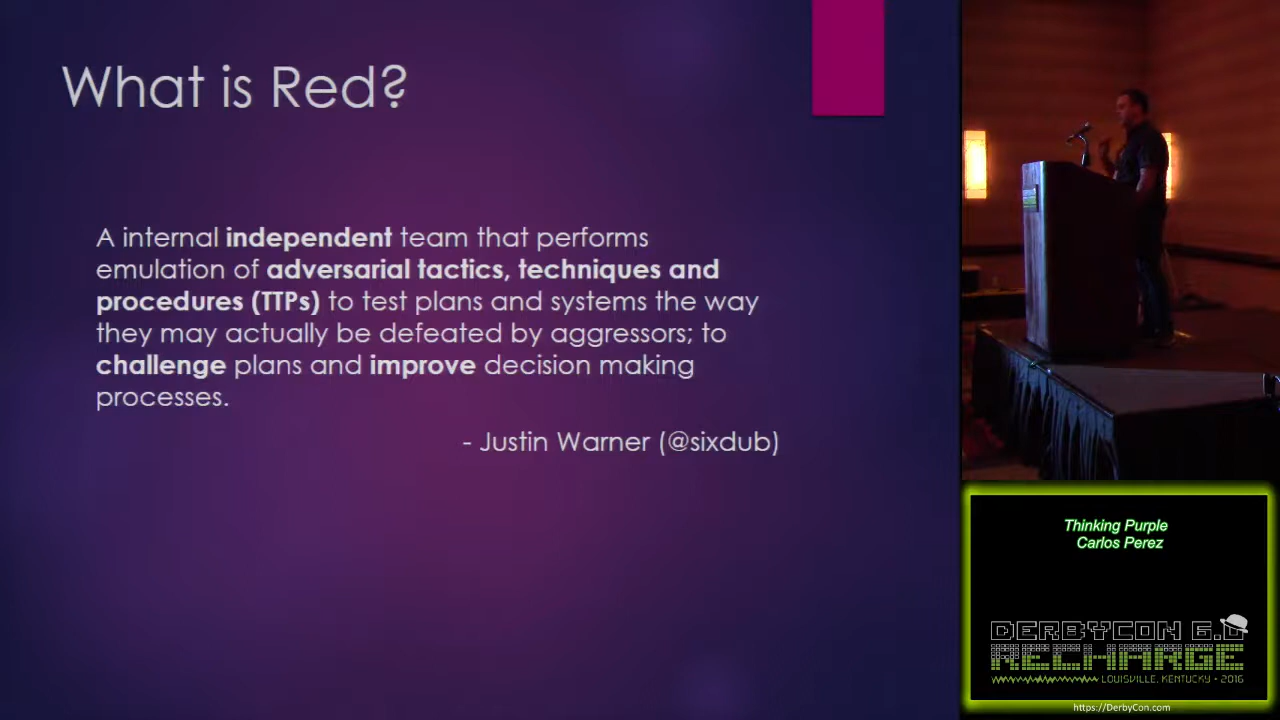 What is Red?
A internal independent team that performs
emulation of adversarial tactics, techniques and
procedures (TTPs) to test plans and systems the way
they may actually be defeated by aggressors; to
challenge plans and improve decision making
processes.
- Justin Warner (@sixdub)
Thinking Purple
Carlos Perez
DERBYCON 6.0
RECHARGE
LOUISVILLE, KENTUCKY • 2016
https://DerbyCon.com